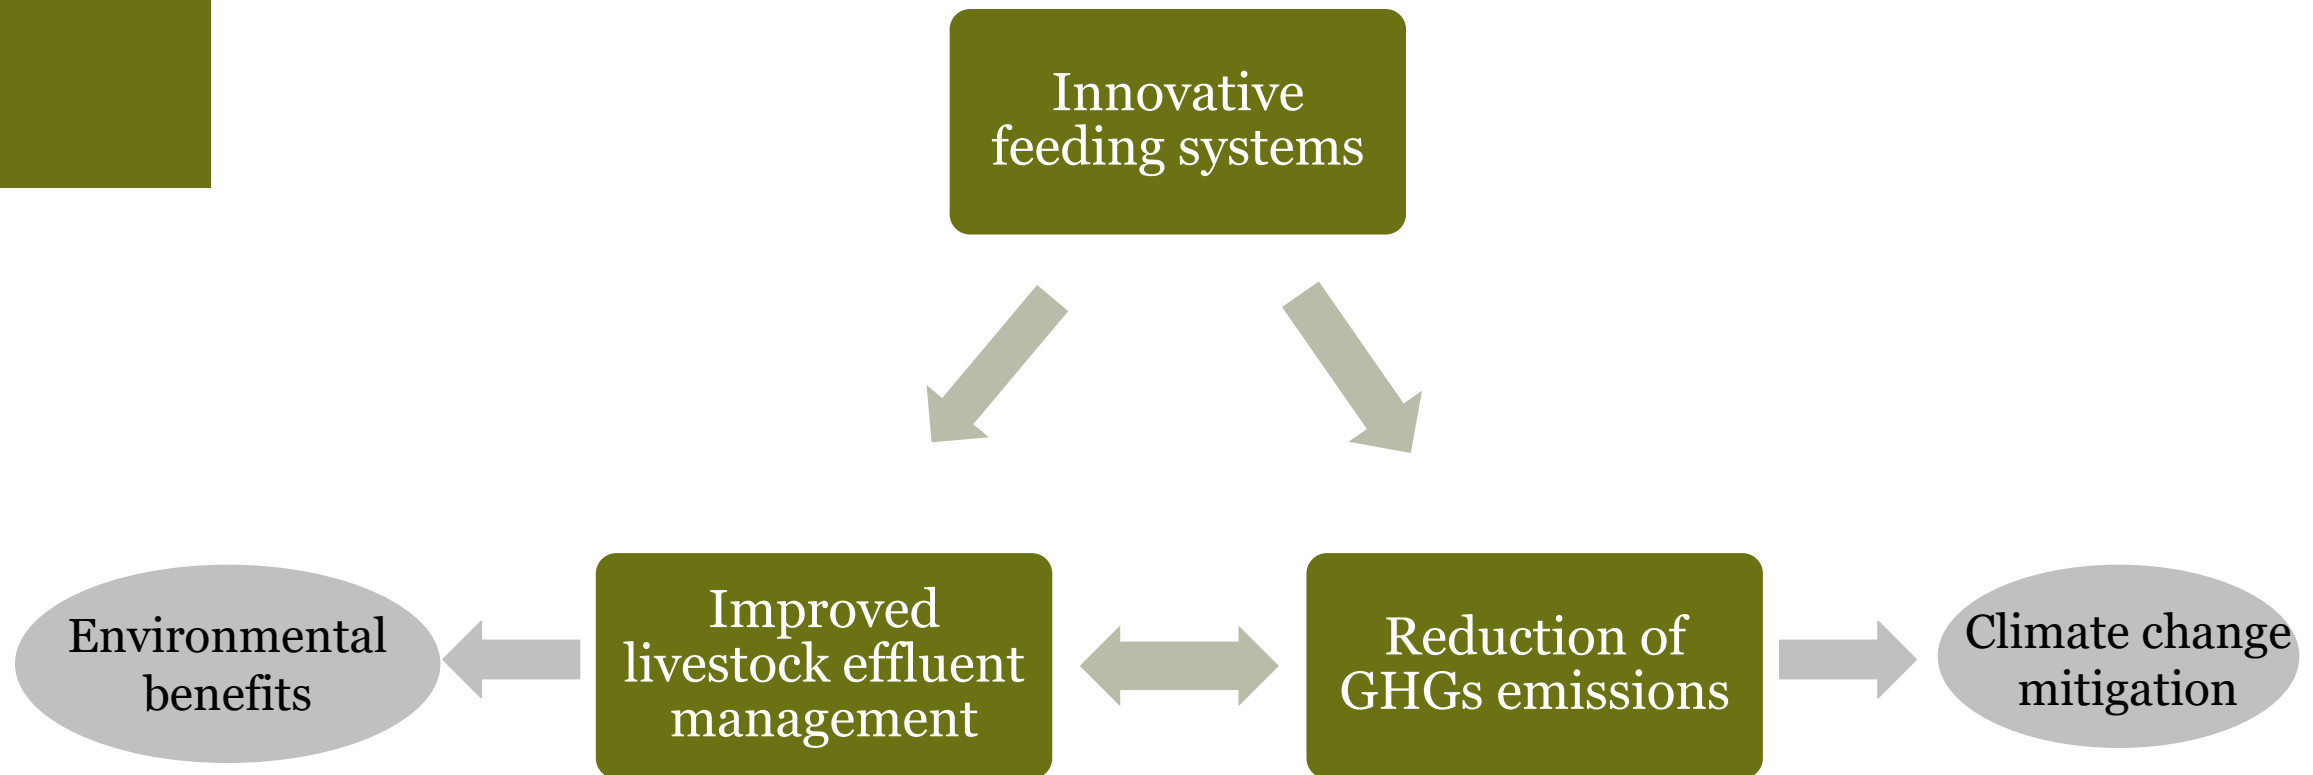 Innovative
feeding systems
Environmental
benefits
Improved
livestock effluent
management
Reduction of
GHGs emissions
Climate change
mitigation